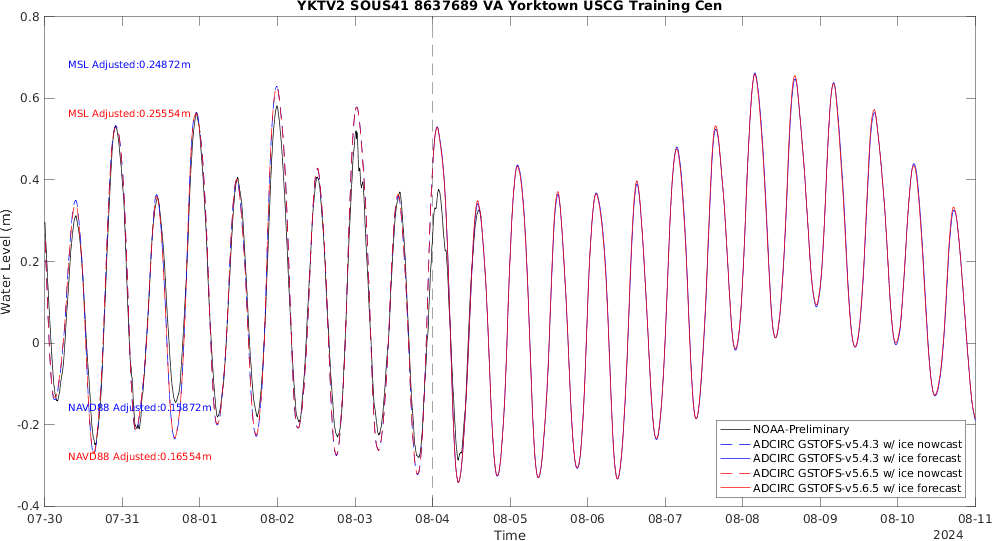 YKTV2 SOUS41 8637689 VA Yorktown USCG Training Cen
0.8
0.6
0.4
0.2
0
-0.2
-0.4
Water Level (m)
MSL Adjusted:0.24872m
MSL Adjusted:0.25554m
NAVD88 Adjusted:0.15872m
NAVD88 Adjusted:0.16554m
NOAA-Preliminary
ADCIRC GSTOFS-v5.4.3 w/ ice nowcast
ADCIRC GSTOFS-v5.4.3 w/ ice forecast
ADCIRC GSTOFS-v5.6.5 w/ ice nowcast
ADCIRC GSTOFS-v5.6.5 w/ ice forecast
07-30 07-31 08-01 08-02 08-03 08-04 08-05 08-06 08-07 08-08 08-09 08-10 08-11
Time
2024